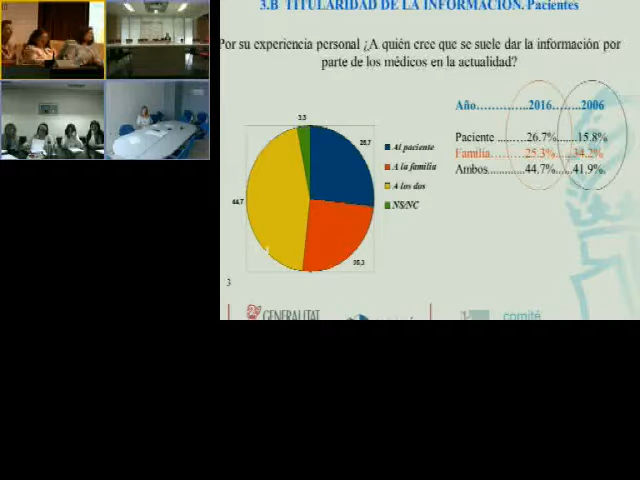 3.B TITULARIDAD DE LA INFORMACIÓN. Pacientes
Por su experiencia personal ¿A quién cree que se suele dar la información por
parte de los médicos en la actualidad?
Año..............2016.......2006
Paciente .........26.7%......15.8%
Familia..........25.3%.....34.2%
Ambos............44.7%.....41.9%.
3,3
26,7
44,7
Al paciente
A la familia
A los dos
NS/NC
3
GENERALITAT
comité